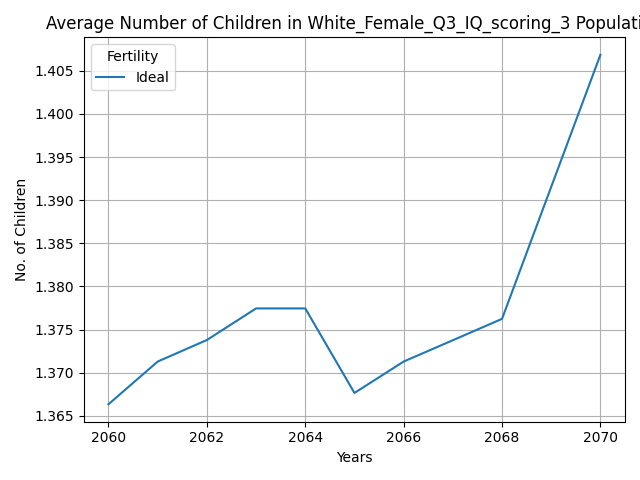 Average Number of Children in White_Female_Q3_IQ_scoring_3 Populati
Fertility
Ideal
No. of Children
1.405
1.400
1.395
1.390
1.385
1.380
1.375
1.370
1.365
2060 2062 2064 2066 2068 2070
Years